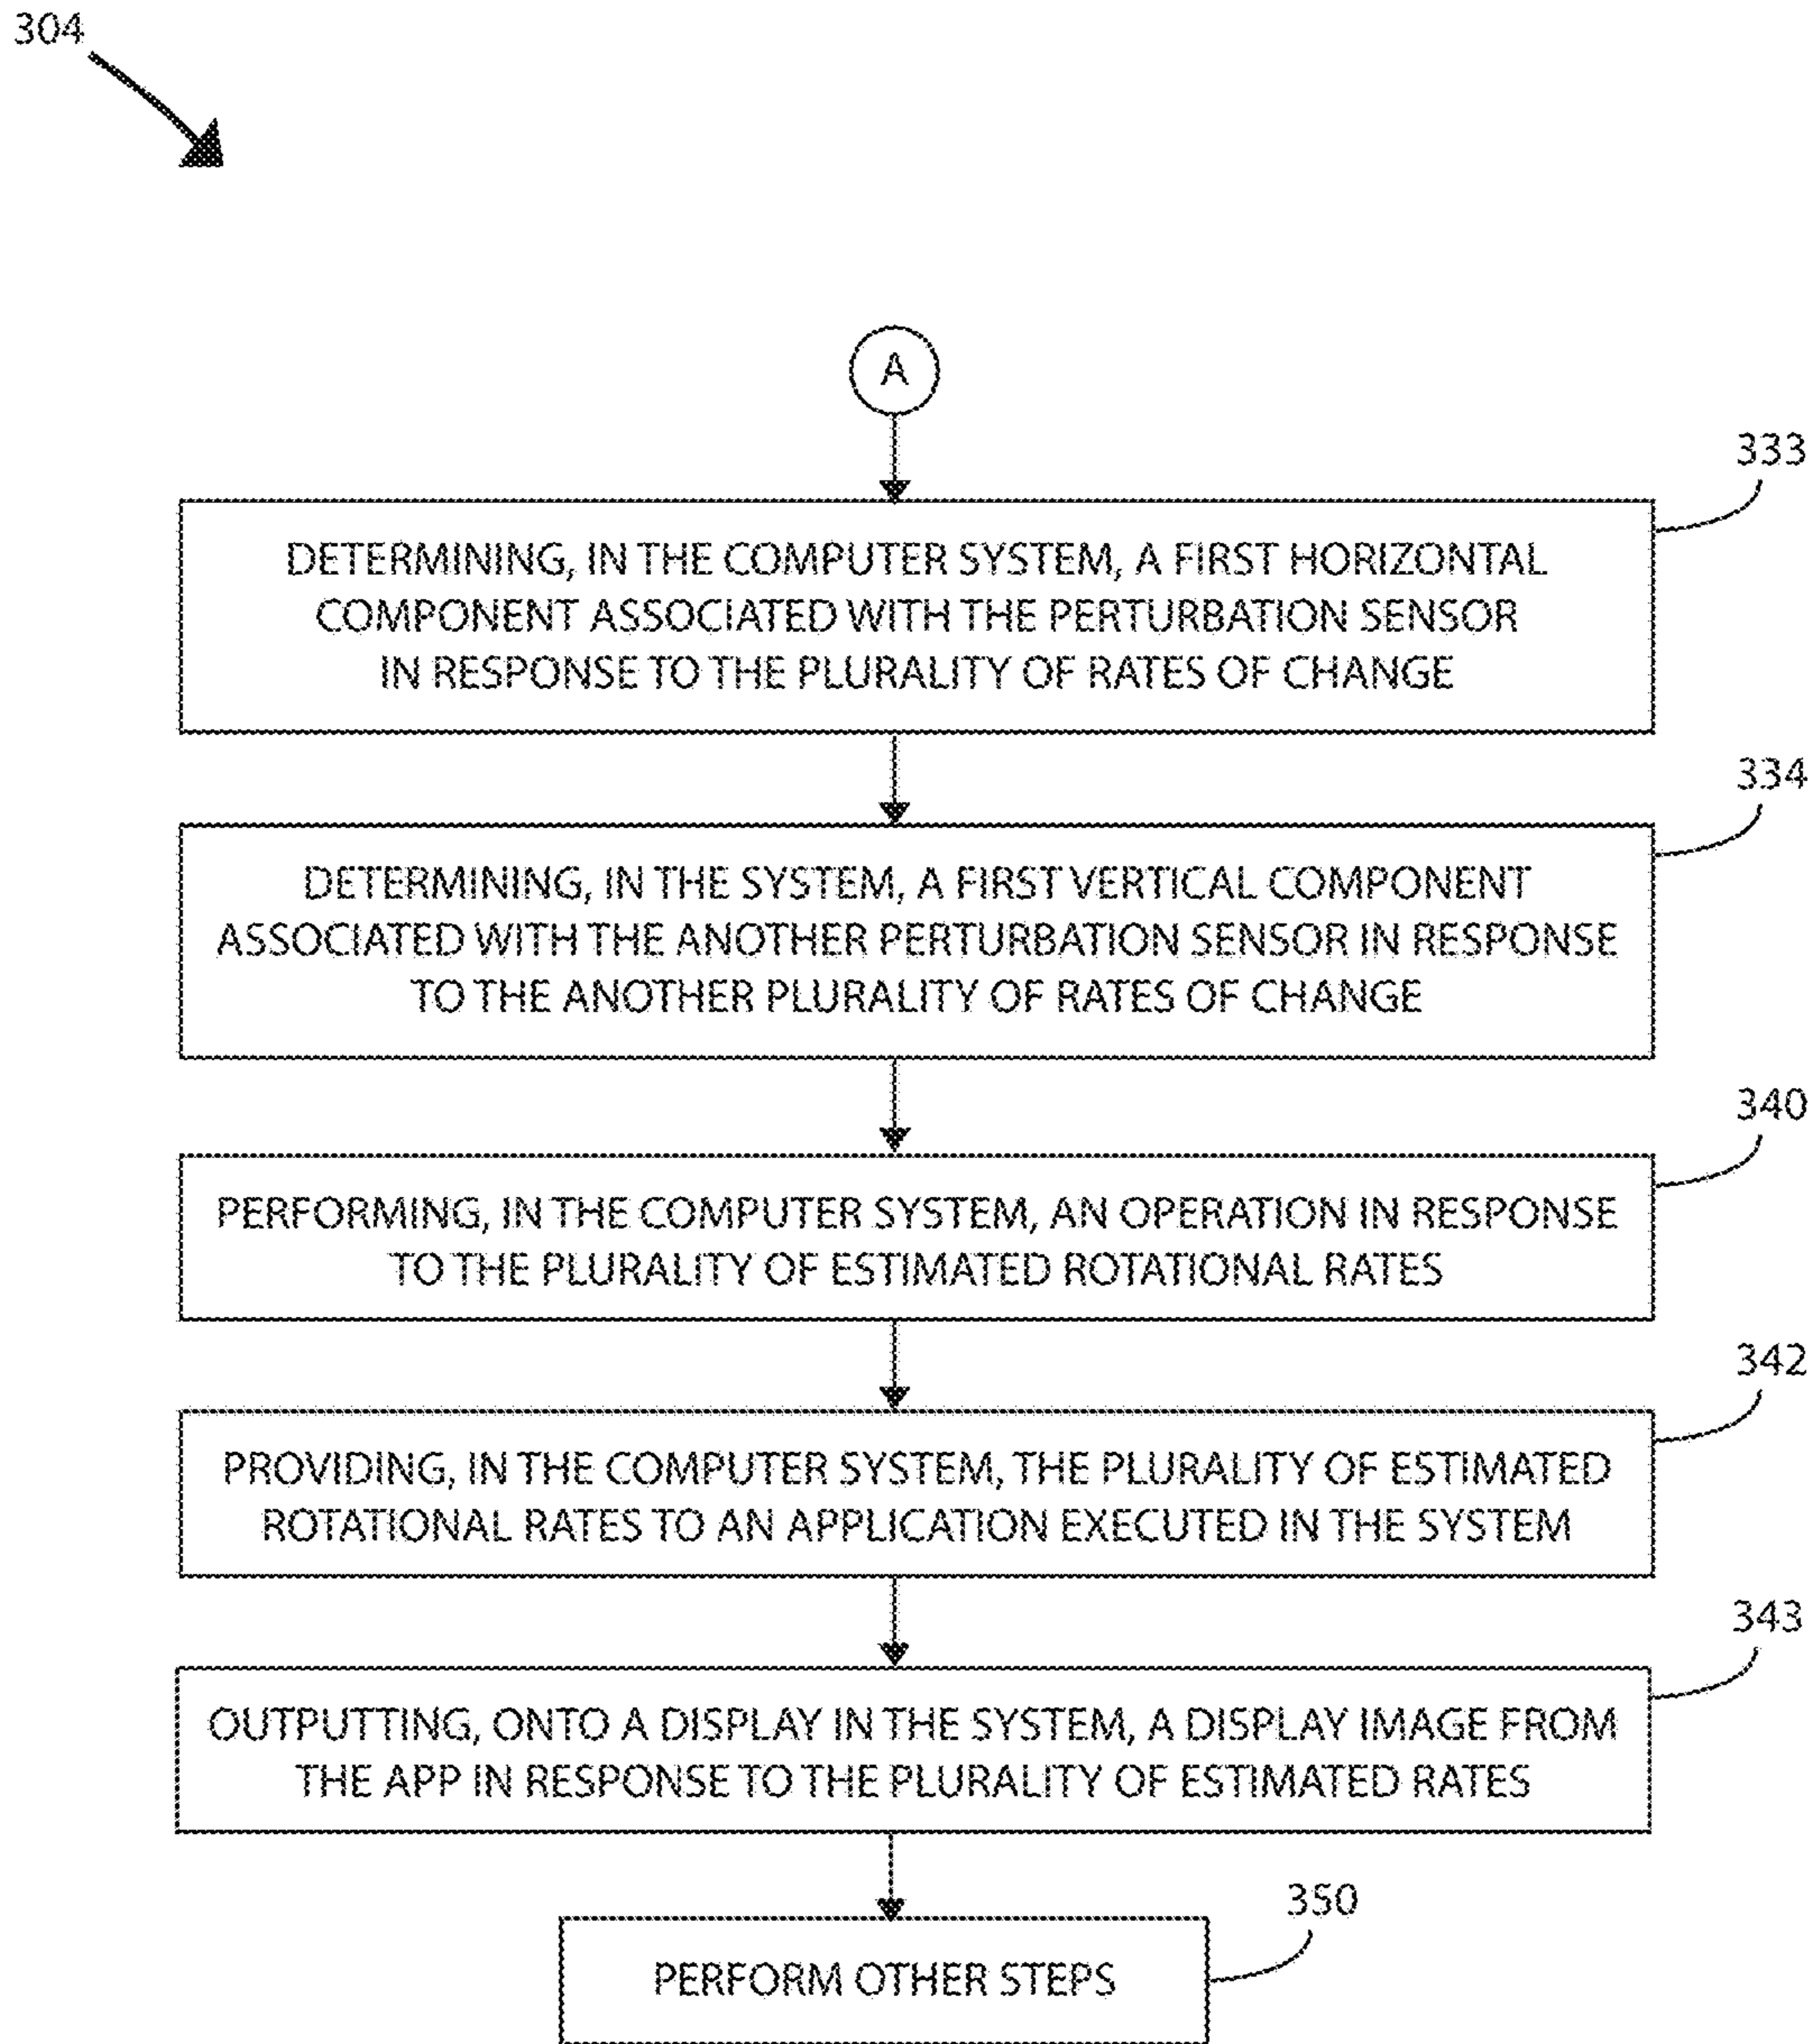 304
A
333
DETERMINING, IN THE COMPUTER SYSTEM, A FIRST HORIZONTAL
COMPONENT ASSOCIATED WITH THE PERTURBATION SENSOR
IN RESPONSE TO THE PLURALITY OF RATES OF CHANGE
334
DETERMINING, IN THE SYSTEM, A FIRST VERTICAL COMPONENT
ASSOCIATED WITH THE ANOTHER PERTURBATION SENSOR IN RESPONSE
TO THE ANOTHER PLURALITY OF RATES OF CHANGE
340
PERFORMING, IN THE COMPUTER SYSTEM, AN OPERATION IN RESPONSE
TO THE PLURALITY OF ESTIMATED ROTATIONAL RATES
342
PROVIDING, IN THE COMPUTER SYSTEM, THE PLURALITY OF ESTIMATED
ROTATIONAL RATES TO AN APPLICATION EXECUTED IN THE SYSTEM
343
OUTPUTTING, ONTO A DISPLAY IN THE SYSTEM, A DISPLAY IMAGE FROM
THE APP IN RESPONSE TO THE PLURALITY OF ESTIMATED RATES
350
PERFORM OTHER STEPS